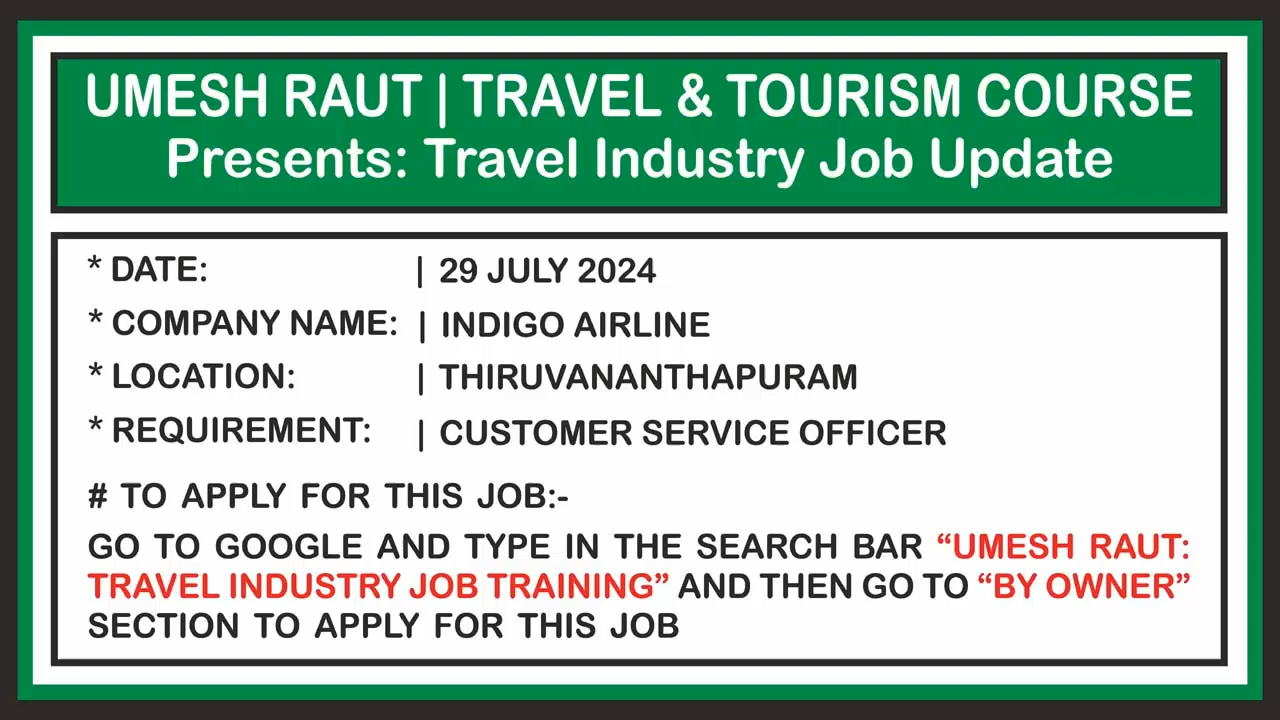 UMESH RAUT | TRAVEL & TOURISM COURSE
Presents: Travel Industry Job Update
* DATE: | 29 JULY 2024
* COMPANY NAME: | INDIGO AIRLINE
* LOCATION: | THIRUVANANTHAPURAM
* REQUIREMENT: | CUSTOMER SERVICE OFFICER
# TO APPLY FOR THIS JOB:-
GO TO GOOGLE AND TYPE IN THE SEARCH BAR “UMESH RAUT:
TRAVEL INDUSTRY JOB TRAINING” AND THEN GO TO “BY OWNER”
SECTION TO APPLY FOR THIS JOB